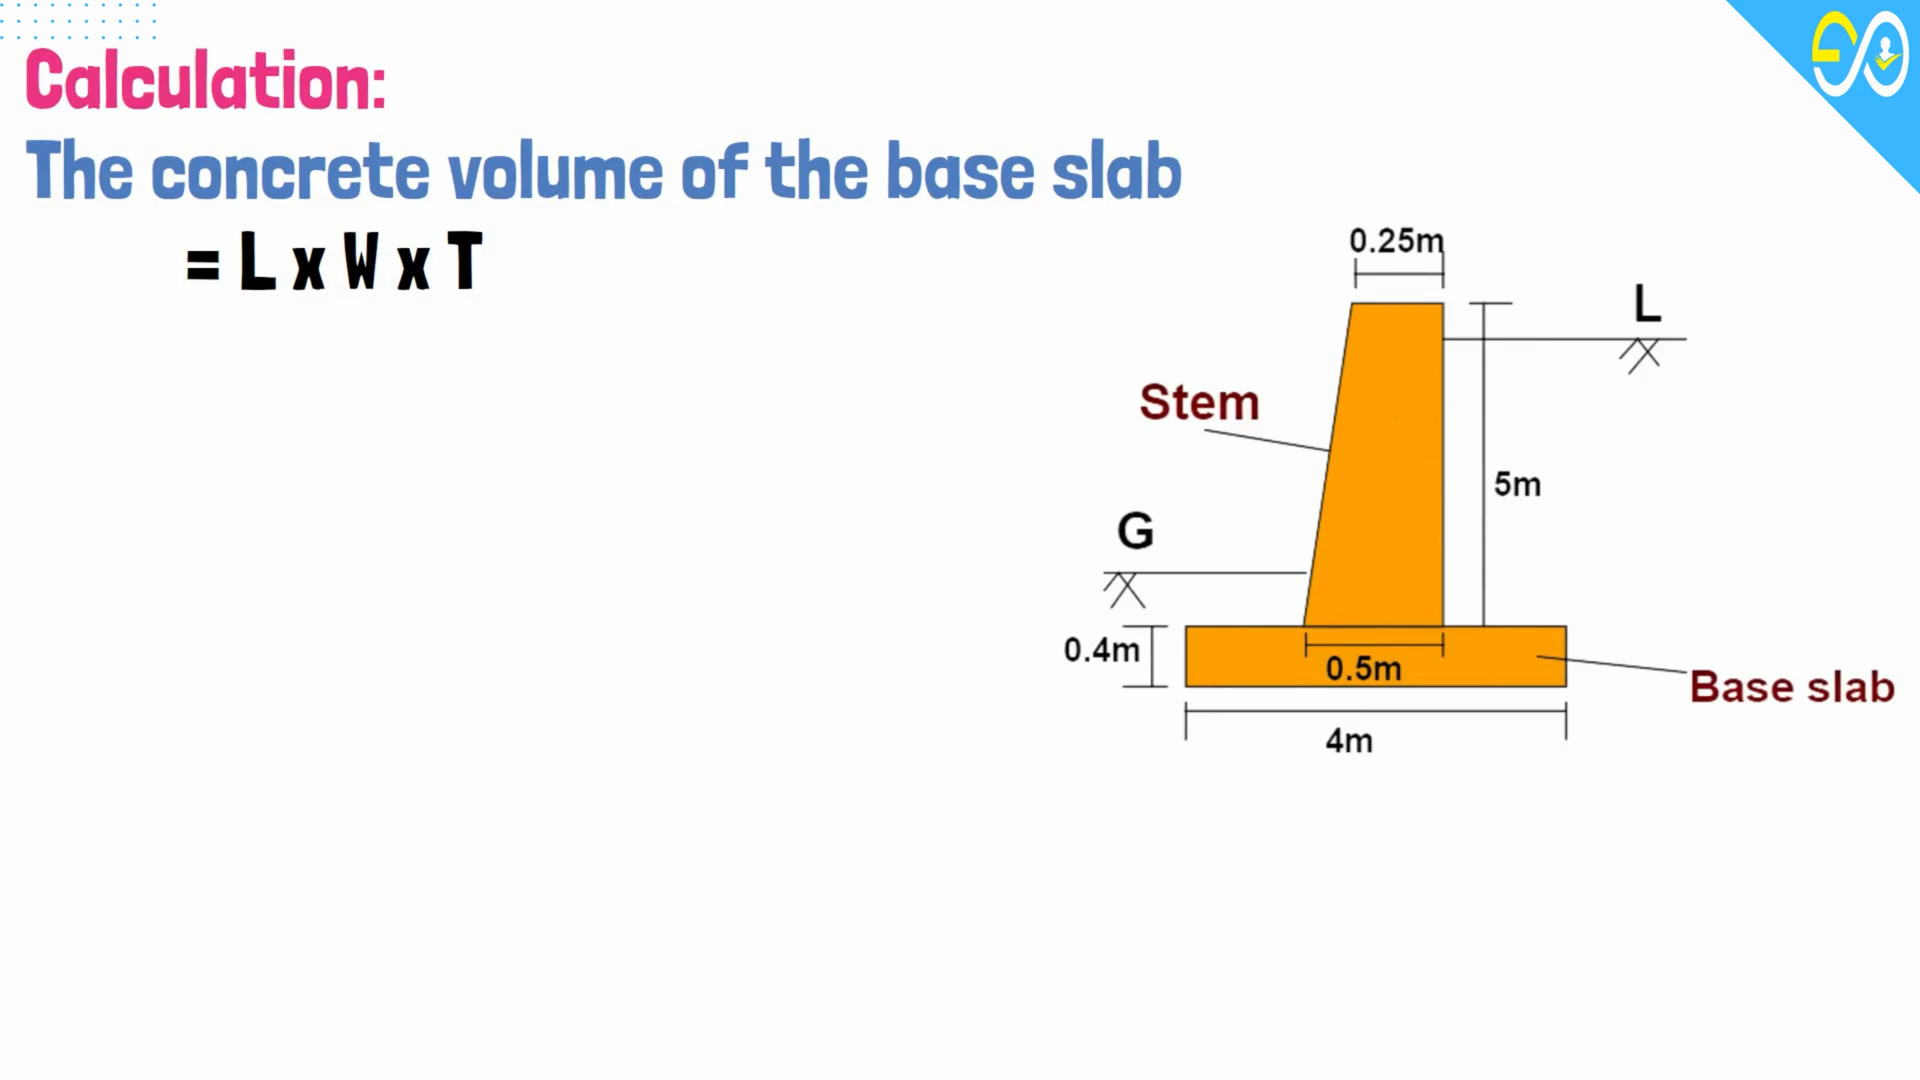 Calculation:
The concrete volume of the base slab
= L x W x T
0.25m
L
Stem
5m
G
0.4m
0.5m
Base slab
4m